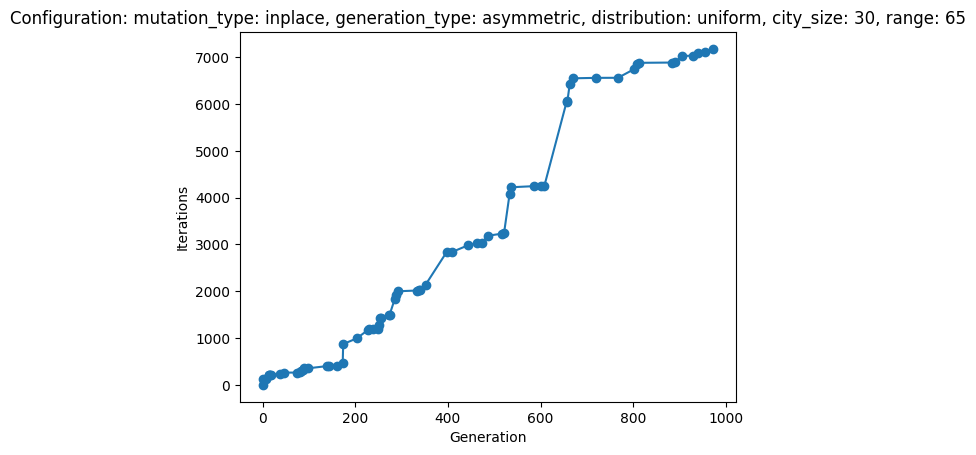 Configuration: mutation_type: inplace, generation_type: asymmetric, distribution: uniform, city_size: 30, range: 65
7000
6000
5000
4000
3000
2000
1000
0
Iterations
0 200 400 600 800 1000
Generation